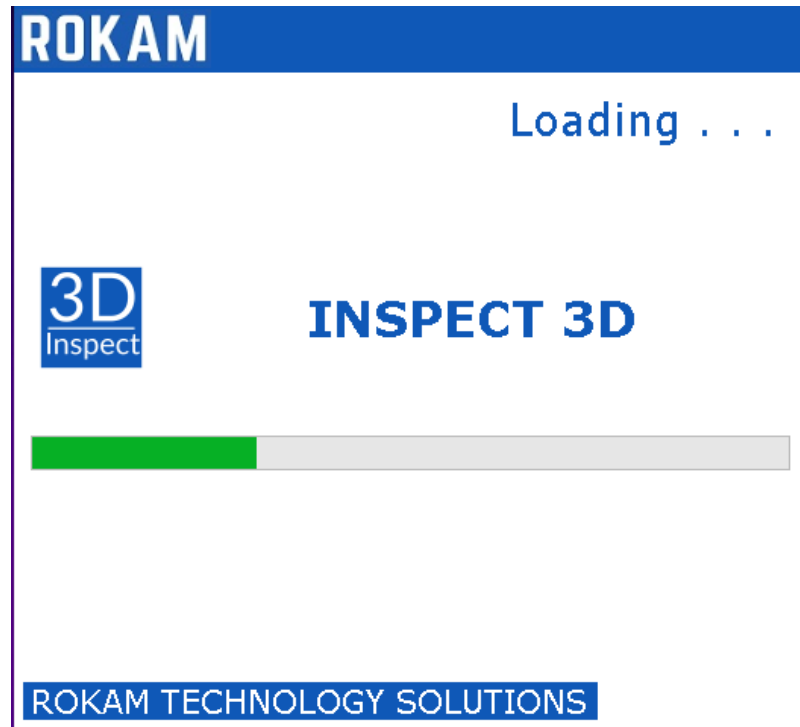 ROKAM
Loading . . .
3D
Inspect
INSPECT 3D
ROKAM TECHNOLOGY SOLUTIONS